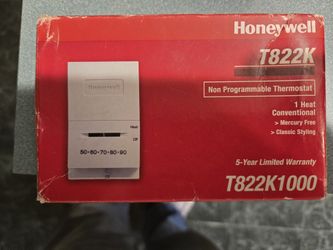 Honeywell
T822K
Non Programmable Thermostat
1 Heat
Conventional
> Mercury Free
> Classic Styling
5-Year Limited Warranty
T822K1000
Honeywell
Heat
Off
50•60•70•80•90